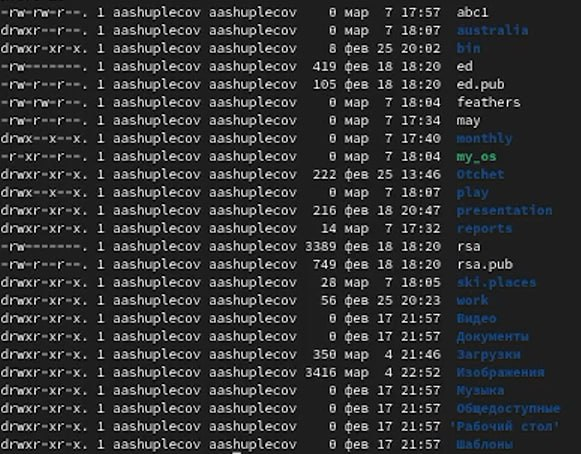 -rw-rw-r--. 1 aashuplecov aashuplecov 0 мар 7 17:57 abc1
drwxr--r--. 1 aashuplecov aashuplecov 0 мар 7 18:07 australia
drwxr-xr-x. 1 aashuplecov aashuplecov 8 фев 25 20:02 bin
-rw-------. 1 aashuplecov aashuplecov 419 фев 18 18:20 ed
-rw-r--r--. 1 aashuplecov aashuplecov 105 фев 18 18:20 ed.pub
-rw-rw-r--. 1 aashuplecov aashuplecov 0 мар 7 18:04 feathers
-rw-r--r--. 1 aashuplecov aashuplecov 0 мар 7 17:34 may
drwx--x--x. 1 aashuplecov aashuplecov 0 мар 7 17:40 monthly
-r-xr--r--. 1 aashuplecov aashuplecov 0 мар 7 18:04 my_os
drwxr-xr-x. 1 aashuplecov aashuplecov 222 фев 25 13:46 Otchet
drwx--x--x. 1 aashuplecov aashuplecov 0 мар 7 18:07 play
drwxr-xr-x. 1 aashuplecov aashuplecov 216 фев 18 20:47 presentation
drwxr-xr-x. 1 aashuplecov aashuplecov 14 мар 7 17:32 reports
-rw-------. 1 aashuplecov aashuplecov 3389 фев 18 18:20 rsa
-rw-r--r--. 1 aashuplecov aashuplecov 749 фев 18 18:20 rsa.pub
drwxr-xr-x. 1 aashuplecov aashuplecov 28 мар 7 18:05 ski.places
drwxr-xr-x. 1 aashuplecov aashuplecov 56 фев 25 20:23 work
drwxr-xr-x. 1 aashuplecov aashuplecov 0 фев 17 21:57 Видео
drwxr-xr-x. 1 aashuplecov aashuplecov 0 фев 17 21:57 Документы
drwxr-xr-x. 1 aashuplecov aashuplecov 350 мар 4 21:46 Загрузки
drwxr-xr-x. 1 aashuplecov aashuplecov 3416 мар 4 22:52 Изображения
drwxr-xr-x. 1 aashuplecov aashuplecov 0 фев 17 21:57 Музыка
drwxr-xr-x. 1 aashuplecov aashuplecov 0 фев 17 21:57 Общедоступные
drwxr-xr-x. 1 aashuplecov aashuplecov 0 фев 17 21:57 'Рабочий стол'
drwxr-xr-x. 1 aashuplecov aashuplecov 0 фев 17 21:57 Шаблоны